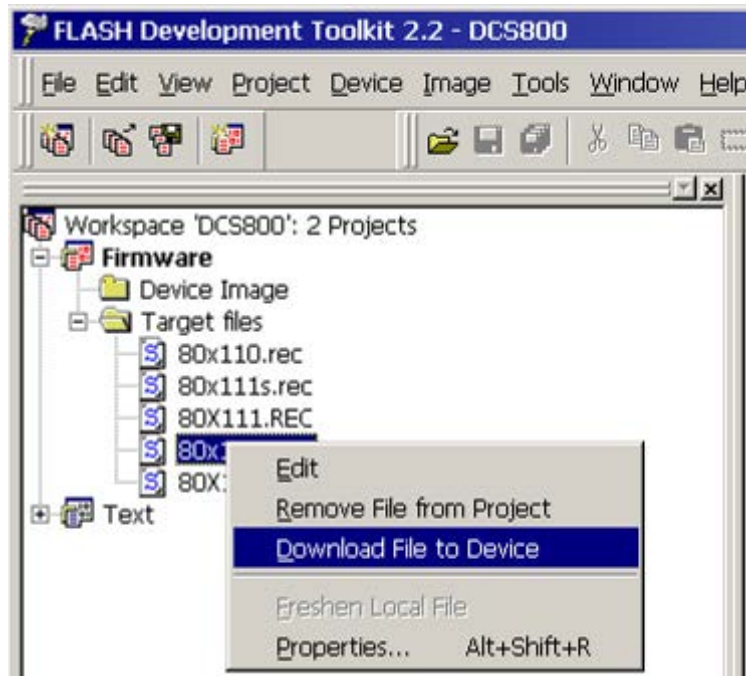 FLASH Development Toolkit 2.2 - DCS800
File Edit View Project Device Image Tools Window Help
Workspace 'DCS800': 2 Projects
Firmware
Device Image
Target files
80x110.rec
80x111s.rec
80X111.REC
Edit
Remove File from Project
Text
Download File to Device
Freshen Local File
Properties... Alt+Shift+R